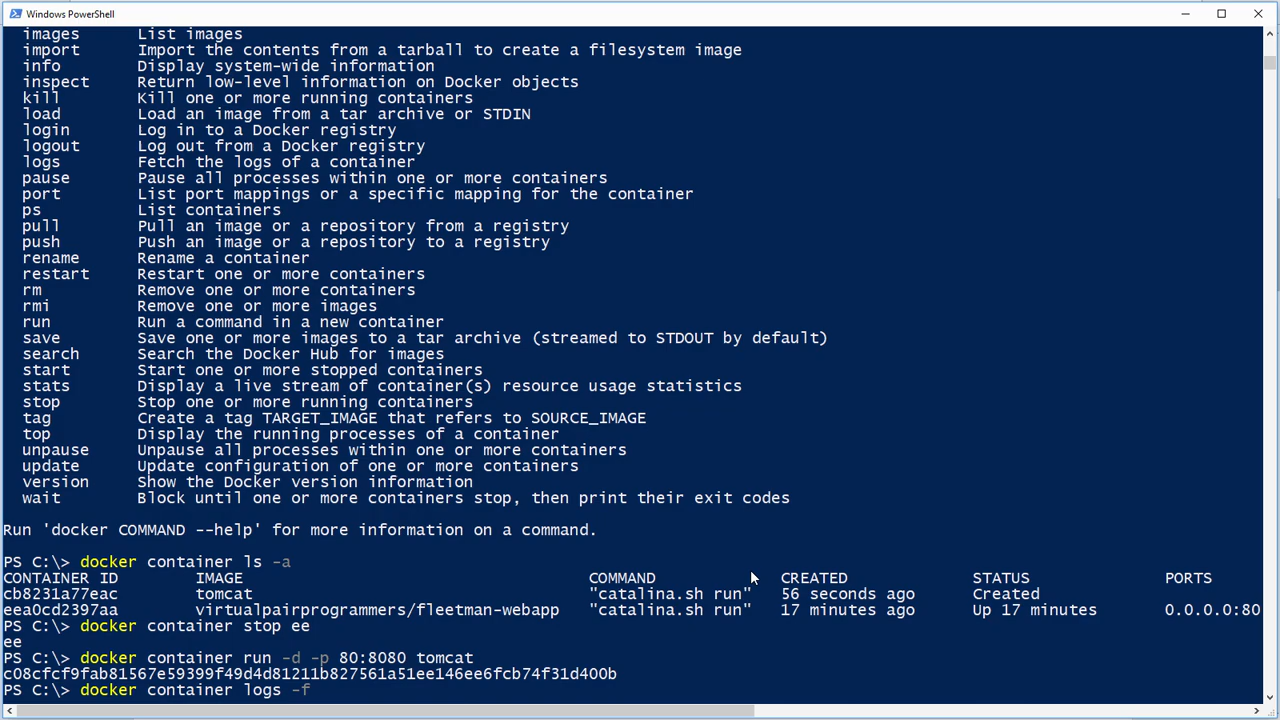 Windows PowerShell
images List images
import Import the contents from a tarball to create a filesystem image
info Display system-wide information
inspect Return low-level information on Docker objects
kill Kill one or more running containers
load Load an image from a tar archive or STDIN
login Log in to a Docker registry
logout Log out from a Docker registry
logs Fetch the logs of a container
pause Pause all processes within one or more containers
port List port mappings or a specific mapping for the container
ps List containers
pull Pull an image or a repository from a registry
push Push an image or a repository to a registry
rename Rename a container
restart Restart one or more containers
rm Remove one or more containers
rmi Remove one or more images
run Run a command in a new container
save Save one or more images to a tar archive (streamed to STDOUT by default)
search Search the Docker Hub for images
start Start one or more stopped containers
stats Display a live stream of container(s) resource usage statistics
stop Stop one or more running containers
tag Create a tag TARGET_IMAGE that refers to SOURCE_IMAGE
top Display the running processes of a container
unpause Unpause all processes within one or more containers
update Update configuration of one or more containers
version Show the Docker version information
wait Block until one or more containers stop, then print their exit codes
Run 'docker COMMAND --help' for more information on a command.
PS C:\> docker container ls -a
CONTAINER ID IMAGE COMMAND CREATED STATUS PORTS
cb8231a77eac tomcat "catalina.sh run" 56 seconds ago Created
eea0cd2397aa virtualpairprogrammers/fleetman-webapp "catalina.sh run" 17 minutes ago Up 17 minutes 0.0.0.0:80
PS C:\> docker container stop ee
ee
PS C:\> docker container run -d -p 80:8080 tomcat
c08cfcf9fab81567e59399f49d4d81211b827561a51ee146ee6fcb74f31d400b
PS C:\> docker container logs -f